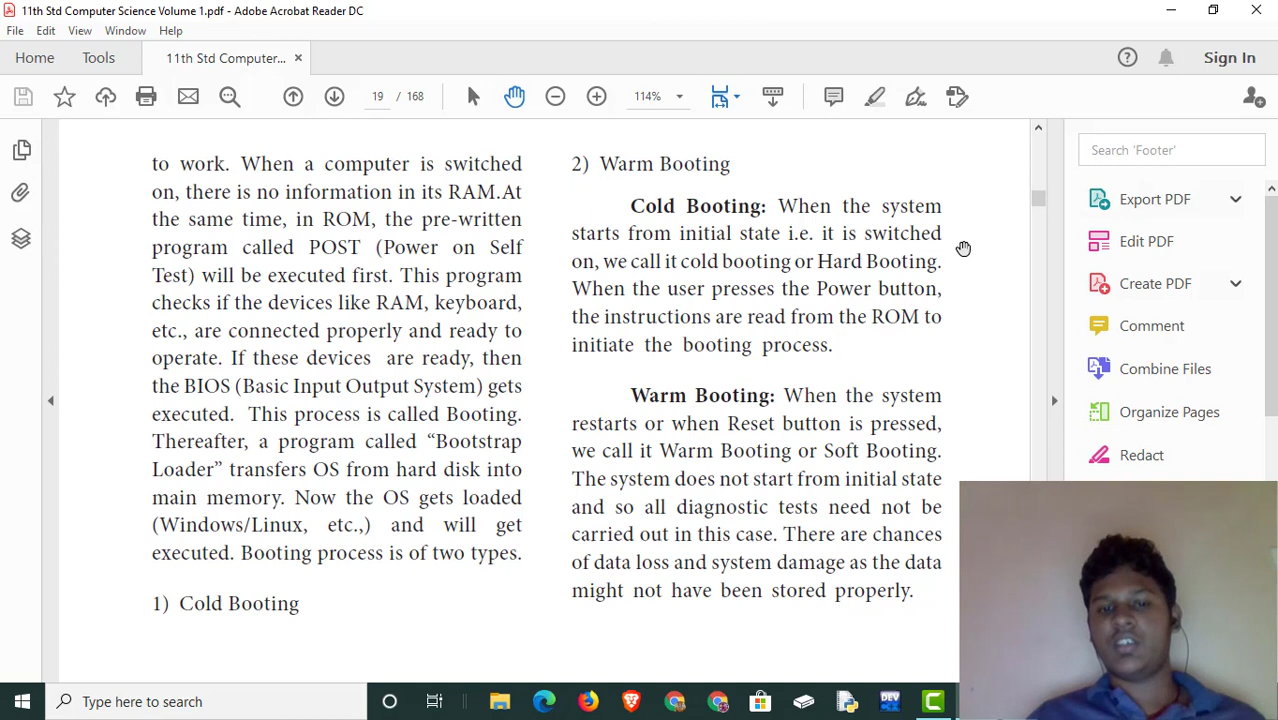 11th Std Computer Science Volume 1.pdf - Adobe Acrobat Reader DC
File Edit View Window Help
Home Tools 11th Std Computer... Sign In
19 / 168 114%
to work. When a computer is switched
on, there is no information in its RAM.At
the same time, in ROM, the pre-written
program called POST (Power on Self
Test) will be executed first. This program
checks if the devices like RAM, keyboard,
etc., are connected properly and ready to
operate. If these devices are ready, then
the BIOS (Basic Input Output System) gets
executed. This process is called Booting.
Thereafter, a program called “Bootstrap
Loader” transfers OS from hard disk into
main memory. Now the OS gets loaded
(Windows/Linux, etc.,) and will get
executed. Booting process is of two types.
1) Cold Booting
2) Warm Booting
Cold Booting: When the system
starts from initial state i.e. it is switched
on, we call it cold booting or Hard Booting.
When the user presses the Power button,
the instructions are read from the ROM to
initiate the booting process.
Warm Booting: When the system
restarts or when Reset button is pressed,
we call it Warm Booting or Soft Booting.
The system does not start from initial state
and so all diagnostic tests need not be
carried out in this case. There are chances
of data loss and system damage as the data
might not have been stored properly.
Search 'Footer'
Export PDF
Edit PDF
Create PDF
Comment
Combine Files
Organize Pages
Redact
Type here to search
DEV